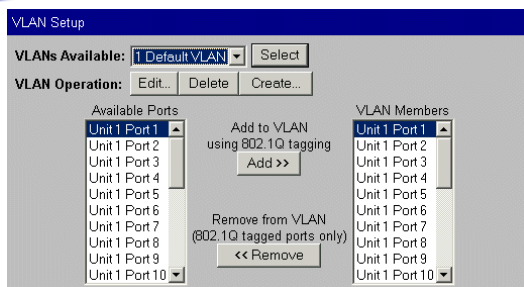 VLAN Setup
VLANs Available: 1 Default VLAN Select
VLAN Operation: Edit... Delete Create...
Available Ports
Unit 1 Port 1
Unit 1 Port 2
Unit 1 Port 3
Unit 1 Port 4
Unit 1 Port 5
Unit 1 Port 6
Unit 1 Port 7
Unit 1 Port 8
Unit 1 Port 9
Unit 1 Port 10
Add to VLAN
using 802.1Q tagging
Add >>
Remove from VLAN
(802.1Q tagged ports only)
<< Remove
VLAN Members
Unit 1 Port 1
Unit 1 Port 2
Unit 1 Port 3
Unit 1 Port 4
Unit 1 Port 5
Unit 1 Port 6
Unit 1 Port 7
Unit 1 Port 8
Unit 1 Port 9
Unit 1 Port 10